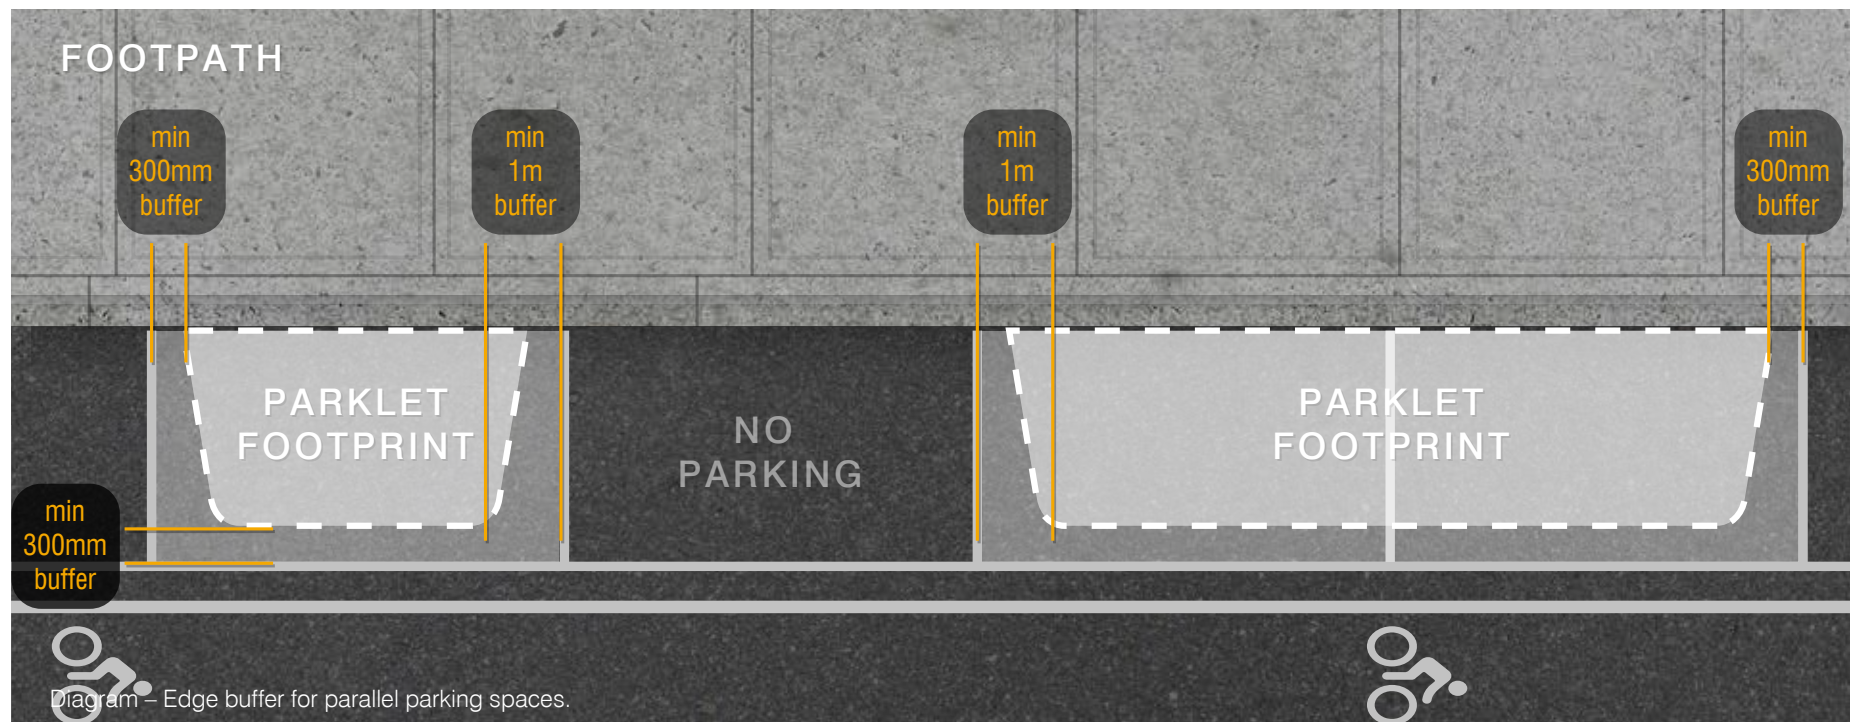 FOOTPATH
min
300mm
buffer
min
1m
buffer
min
1m
buffer
min
300mm
buffer
PARKLET
FOOTPRINT
NO
PARKING
PARKLET
FOOTPRINT
min
300mm
buffer
Diagram – Edge buffer for parallel parking spaces.